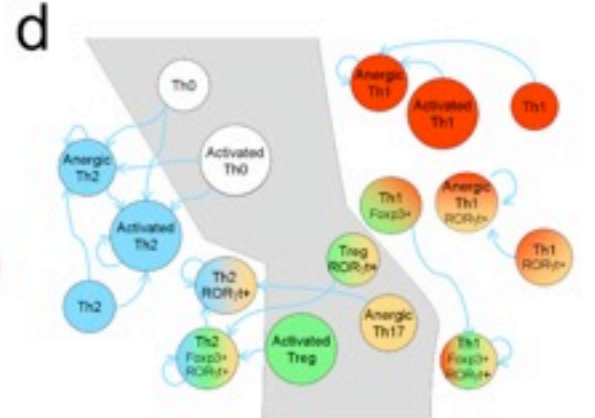 d
Th0
Anergic
Th1
Activated
Th1
Th1
Anergic
Th2
Activated
Th0
Th1
Foxp3+
Anergic
Th1
RORγt+
Activated
Th2
Treg
RORγt+
Th1
RORγt+
Th2
RORγt+
Th2
Anergic
Th17
Th2
Foxp3+
RORγt+
Activated
Treg
Th1
Foxp3+
RORγt+